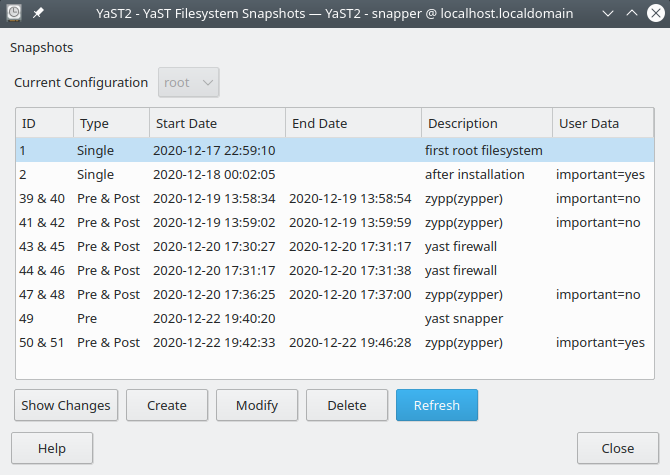 YaST2 - YaST Filesystem Snapshots — YaST2 - snapper @ localhost.localdomain
Snapshots
Current Configuration root
ID Type Start Date End Date Description User Data
1 Single 2020-12-17 22:59:10 first root filesystem
2 Single 2020-12-18 00:02:05 after installation important=yes
39 & 40 Pre & Post 2020-12-19 13:58:34 2020-12-19 13:58:54 zypp(zypper) important=no
41 & 42 Pre & Post 2020-12-19 13:59:02 2020-12-19 13:59:59 zypp(zypper) important=no
43 & 45 Pre & Post 2020-12-20 17:30:27 2020-12-20 17:31:17 yast firewall
44 & 46 Pre & Post 2020-12-20 17:31:17 2020-12-20 17:31:38 yast firewall
47 & 48 Pre & Post 2020-12-20 17:36:25 2020-12-20 17:37:00 zypp(zypper) important=no
49 Pre 2020-12-22 19:40:20 yast snapper
50 & 51 Pre & Post 2020-12-22 19:42:33 2020-12-22 19:46:28 zypp(zypper) important=yes
Show Changes Create Modify Delete Refresh
Help Close